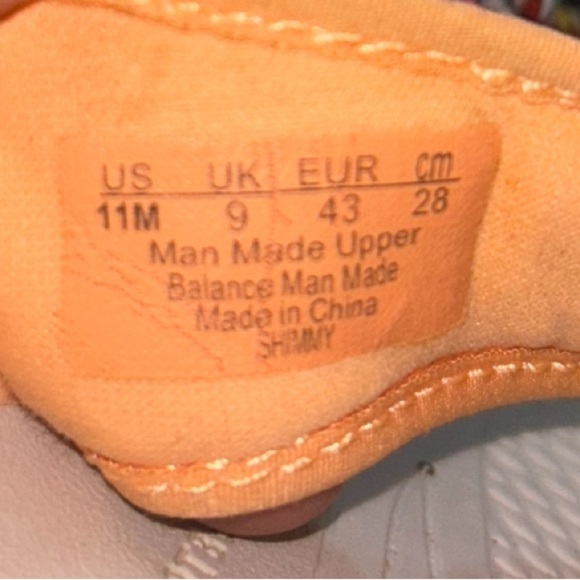 US UK EUR cm
11M 9 43 28
Man Made Upper
Balance Man Made
Made in China
SHIMMY